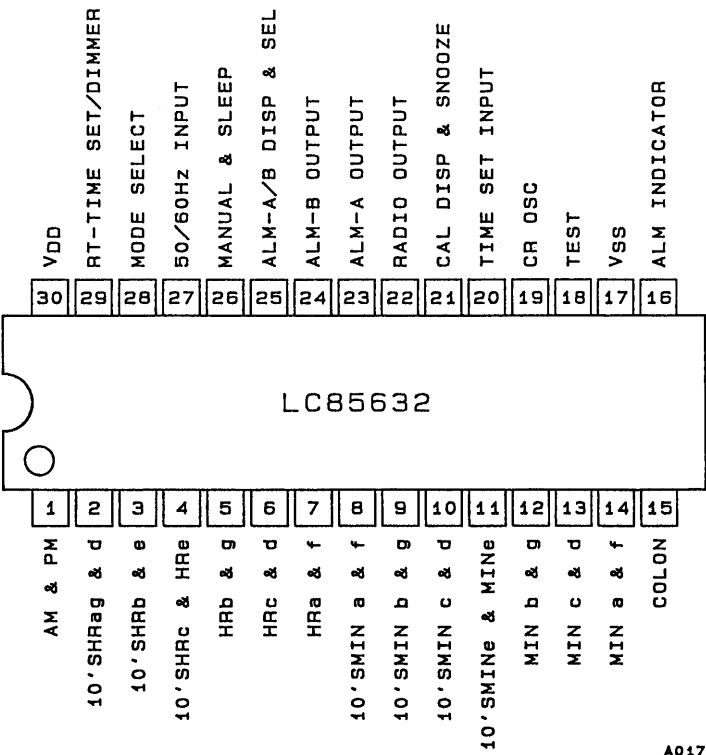 VDD
RT-TIME SET/DIMMER
MODE SELECT
50/60Hz INPUT
MANUAL & SLEEP
ALM-A/B DISP & SEL
ALM-B OUTPUT
ALM-A OUTPUT
RADIO OUTPUT
CAL DISP & SNOOZE
TIME SET INPUT
CR OSC
TEST
VSS
ALM INDICATOR
30 29 28 27 26 25 24 23 22 21 20 19 18 17 16
LC85632
1 2 3 4 5 6 7 8 9 10 11 12 13 14 15
AM & PM
10'SHRag & d
10'SHRb & e
10'SHRc & HRe
HRb & g
HRc & d
HRa & f
10'SMIN a & f
10'SMIN b & g
10'SMIN c & d
10'SMINe & MINe
MIN b & g
MIN c & d
MIN a & f
COLON
A017